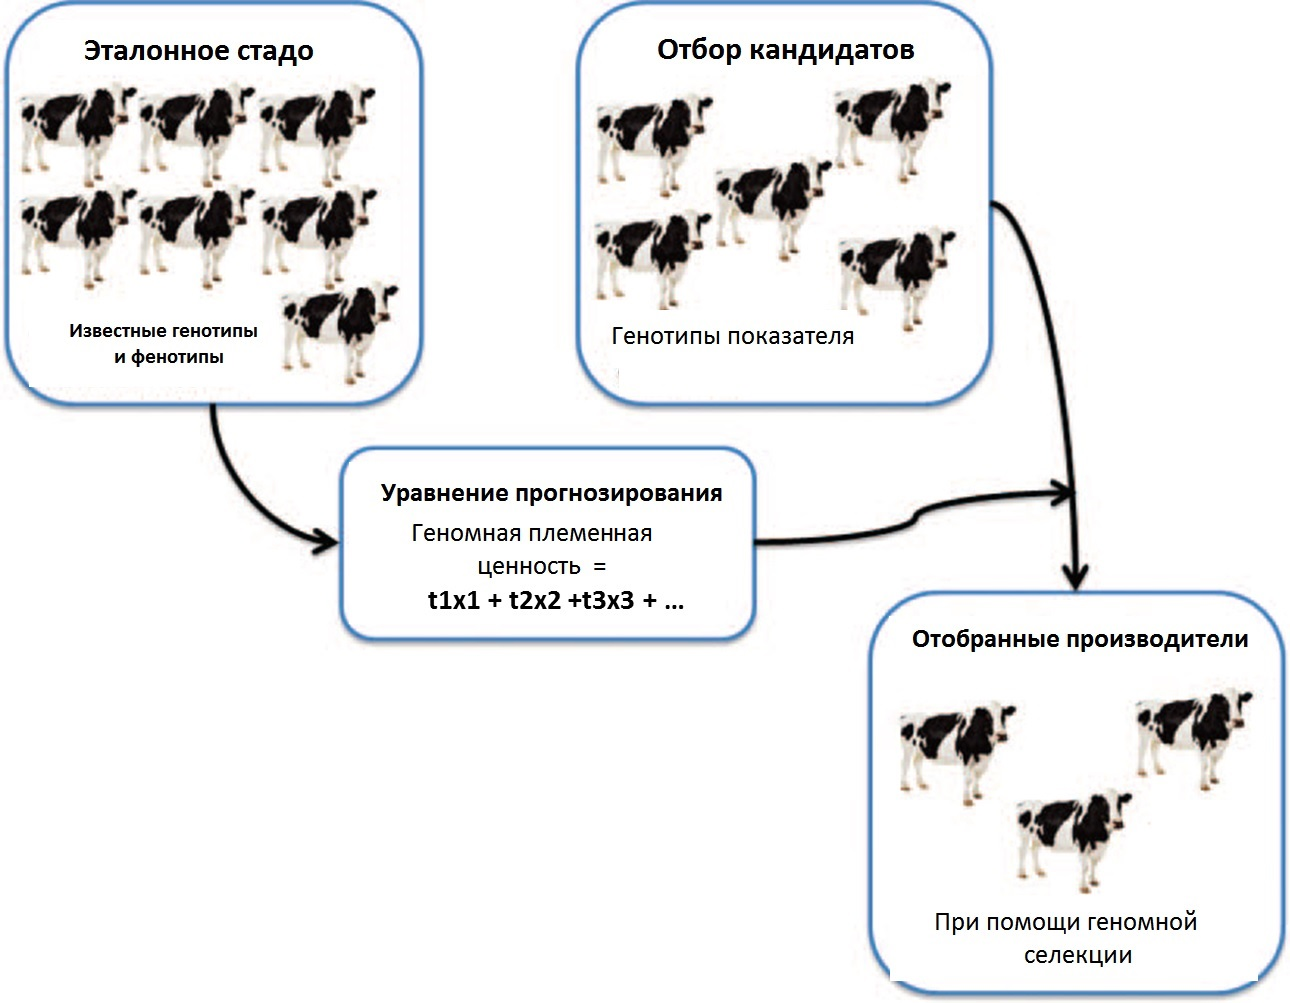 Эталонное стадо
Известные генотипы
и фенотипы
Отбор кандидатов
Генотипы показателя
Уравнение прогнозирования
Геномная племенная
ценность =
t1x1 + t2x2 +t3x3 + ...
Отобранные производители
При помощи геномной
селекции